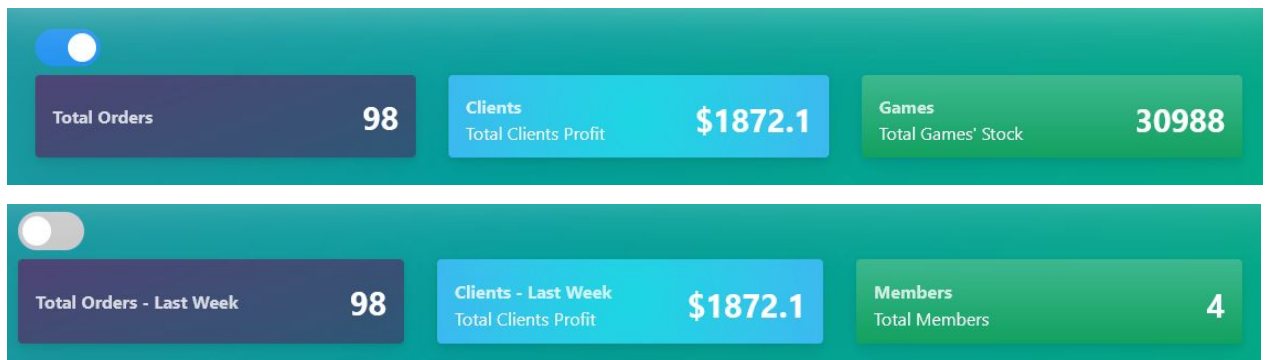 Total Orders
98
Clients
Total Clients Profit
$1872.1
Games
Total Games' Stock
30988
Total Orders - Last Week
98
Clients - Last Week
Total Clients Profit
$1872.1
Members
Total Members
4